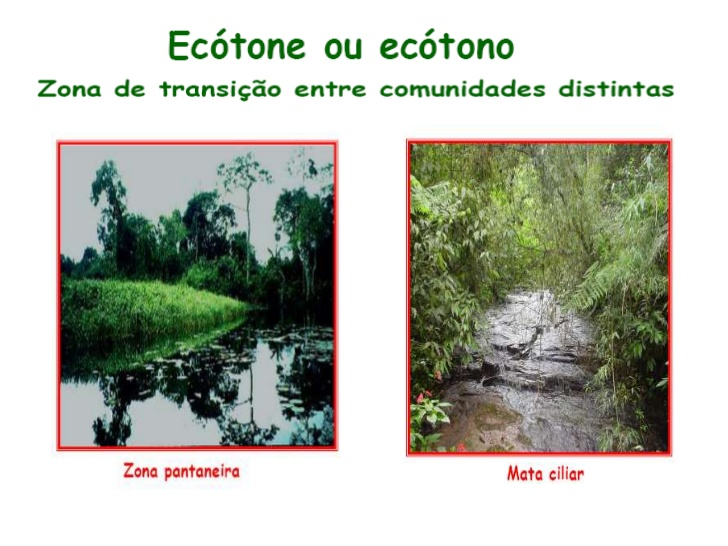 Ecótone ou ecótono
Zona de transição entre comunidades distintas
Zona pantaneira
Mata ciliar